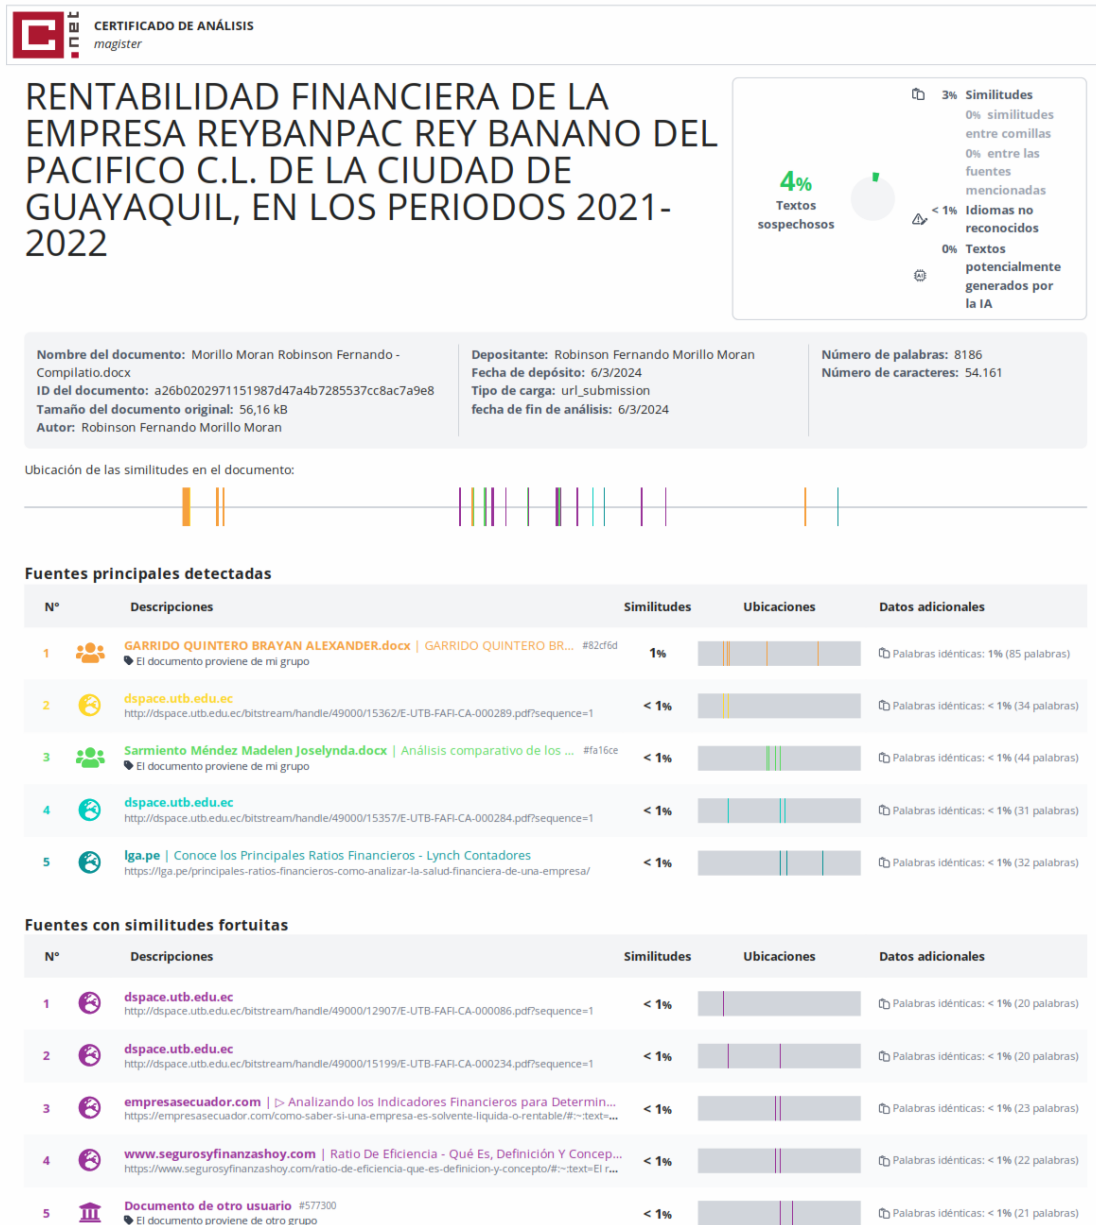 .net
CERTIFICADO DE ANÁLISIS
magister
RENTABILIDAD FINANCIERA DE LA
EMPRESA REYBANPAC REY BANANO DEL
PACIFICO C.L. DE LA CIUDAD DE
GUAYAQUIL, EN LOS PERIODOS 2021-
2022
4%
Textos
sospechosos
3% Similitudes
0% similitudes
entre comillas
0% entre las
fuentes
mencionadas
< 1% Idiomas no
reconocidos
0% Textos
potencialmente
generados por
la IA
Nombre del documento: Morillo Moran Robinson Fernando -
Compilatio.docx
ID del documento: a26b0202971151987d47a4b7285537cc8ac7a9e8
Tamaño del documento original: 56,16 kB
Autor: Robinson Fernando Morillo Moran
Depositante: Robinson Fernando Morillo Moran
Fecha de depósito: 6/3/2024
Tipo de carga: url_submission
fecha de fin de análisis: 6/3/2024
Número de palabras: 8186
Número de caracteres: 54.161
Ubicación de las similitudes en el documento:
Fuentes principales detectadas
N° Descripciones Similitudes Ubicaciones Datos adicionales
1 GARRIDO QUINTERO BRAYAN ALEXANDER.docx | GARRIDO QUINTERO BR... #82cf6d 1% Palabras idénticas: 1% (85 palabras)
El documento proviene de mi grupo
2 dspace.utb.edu.ec < 1% Palabras idénticas: < 1% (34 palabras)
http://dspace.utb.edu.ec/bitstream/handle/49000/15362/E-UTB-FAFI-CA-000289.pdf?sequence=1
3 Sarmiento Méndez Madelen Joselynda.docx | Análisis comparativo de los ... #fa16ce < 1% Palabras idénticas: < 1% (44 palabras)
El documento proviene de mi grupo
4 dspace.utb.edu.ec < 1% Palabras idénticas: < 1% (31 palabras)
http://dspace.utb.edu.ec/bitstream/handle/49000/15357/E-UTB-FAFI-CA-000284.pdf?sequence=1
5 lga.pe | Conoce los Principales Ratios Financieros - Lynch Contadores < 1% Palabras idénticas: < 1% (32 palabras)
https://lga.pe/principales-ratios-financieros-como-analizar-la-salud-financiera-de-una-empresa/
Fuentes con similitudes fortuitas
N° Descripciones Similitudes Ubicaciones Datos adicionales
1 dspace.utb.edu.ec < 1% Palabras idénticas: < 1% (20 palabras)
http://dspace.utb.edu.ec/bitstream/handle/49000/12907/E-UTB-FAFI-CA-000086.pdf?sequence=1
2 dspace.utb.edu.ec < 1% Palabras idénticas: < 1% (20 palabras)
http://dspace.utb.edu.ec/bitstream/handle/49000/15199/E-UTB-FAFI-CA-000234.pdf?sequence=1
3 empresasecuador.com | ▷ Analizando los Indicadores Financieros para Determin... < 1% Palabras idénticas: < 1% (23 palabras)
https://empresasecuador.com/como-saber-si-una-empresa-es-solvente-liquida-o-rentable/#:~:text=...
4 www.segurosyfinanzashoy.com | Ratio De Eficiencia - Qué Es, Definición Y Concep... < 1% Palabras idénticas: < 1% (22 palabras)
https://www.segurosyfinanzashoy.com/ratio-de-eficiencia-que-es-definicion-y-concepto/#:~:text=El r...
5 Documento de otro usuario #577300 < 1% Palabras idénticas: < 1% (21 palabras)
El documento proviene de otro grupo